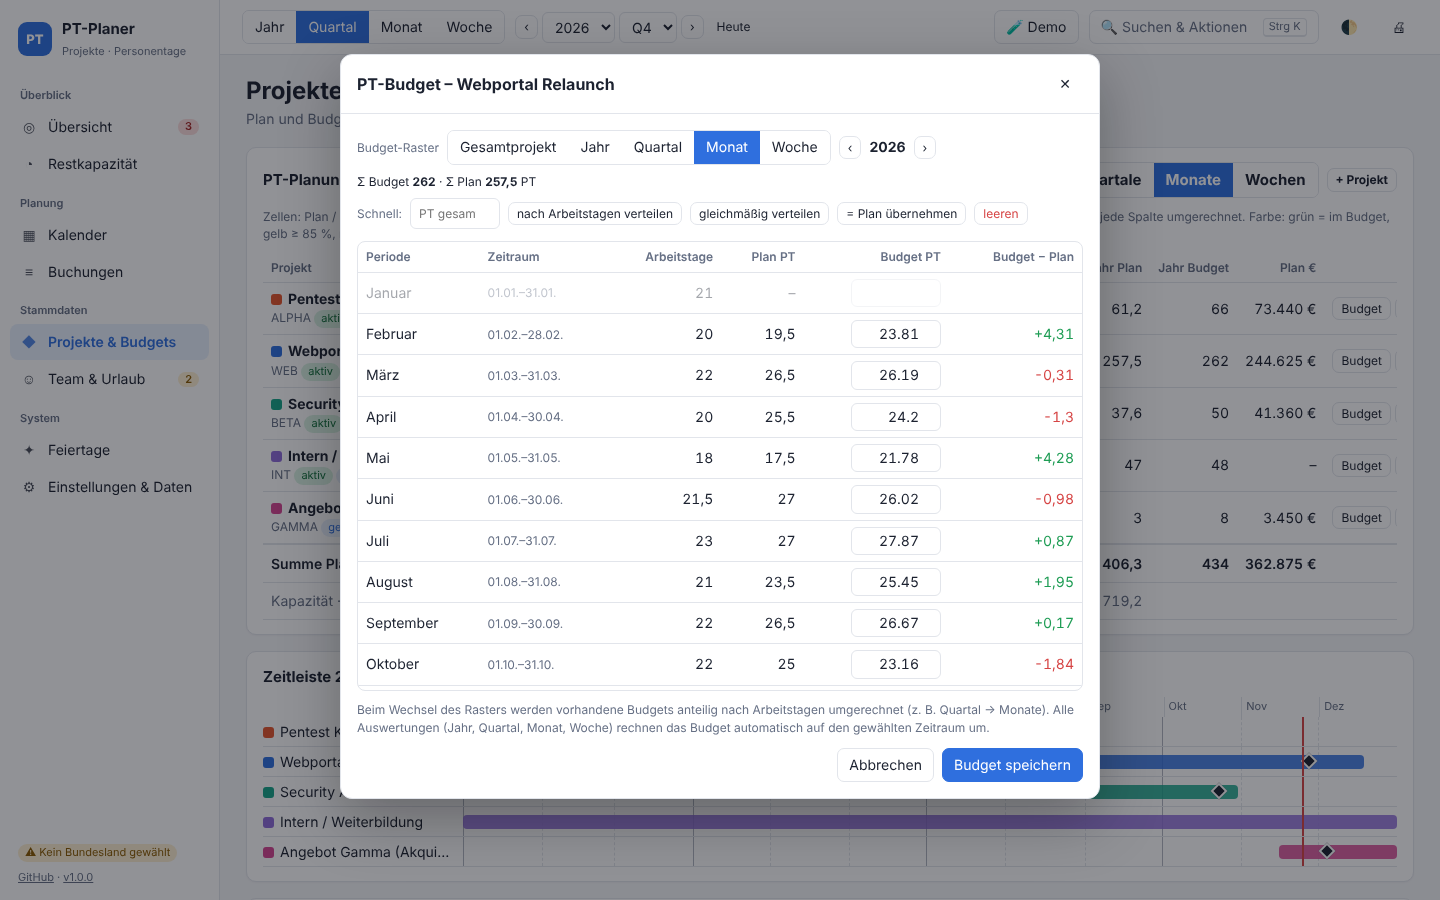 PT
PT-Planer
Projekte · Personentage
Überblick
Übersicht
3
Restkapazität
Planung
Kalender
Buchungen
Stammdaten
Projekte & Budgets
Team & Urlaub
2
System
Feiertage
Einstellungen & Daten
Kein Bundesland gewählt
GitHub · v1.0.0
Jahr
Quartal
Monat
Woche
2026
Q4
Heute
Demo
Suchen & Aktionen
Strg K
Projekte
Plan und Budg
PT-Planun
Zellen: Plan /
gelb ≥ 85 %,
Monate
Wochen
+ Projekt
jede Spalte umgerechnet. Farbe: grün = im Budget,
Projekt
Plan
Jahr Budget
Plan €
Pentest
ALPHA
61,2
66
73.440 €
Budget
WEB aktiv
257,5
262
244.625 €
Budget
Security
BETA aktiv
37,6
50
41.360 €
Budget
Intern /
INT aktiv
47
48
–
Budget
Angebo
GAMMA
3
8
3.450 €
Budget
Summe
406,3
434
362.875 €
Kapazität
719,2
PT-Budget – Webportal Relaunch
×
Budget-Raster
Gesamtprojekt
Jahr
Quartal
Monat
Woche
‹ 2026 ›
Σ Budget 262 · Σ Plan 257,5 PT
Schnell:
PT gesam
nach Arbeitstagen verteilen
gleichmäßig verteilen
= Plan übernehmen
leeren
Periode Zeitraum Arbeitstage Plan PT Budget PT Budget − Plan
Januar 01.01.–31.01. 21 –
Februar 01.02.–28.02. 20 19,5 23.81 +4,31
März 01.03.–31.03. 22 26,5 26.19 -0,31
April 01.04.–30.04. 20 25,5 24.2 -1,3
Mai 01.05.–31.05. 18 17,5 21.78 +4,28
Juni 01.06.–30.06. 21,5 27 26.02 -0,98
Juli 01.07.–31.07. 23 27 27.87 +0,87
August 01.08.–31.08. 21 23,5 25.45 +1,95
September 01.09.–30.09. 22 26,5 26.67 +0,17
Oktober 01.10.–31.10. 22 25 23.16 -1,84
Beim Wechsel des Rasters werden vorhandene Budgets anteilig nach Arbeitstagen umgerechnet (z. B. Quartal → Monate). Alle
Auswertungen (Jahr, Quartal, Monat, Woche) rechnen das Budget automatisch auf den gewählten Zeitraum um.
Abbrechen
Budget speichern
Zeitleiste 2
Okt
Nov
Dez
Pentest
Webporta
Security
Intern / Weiterbildung
Angebot Gamma (Akqui...